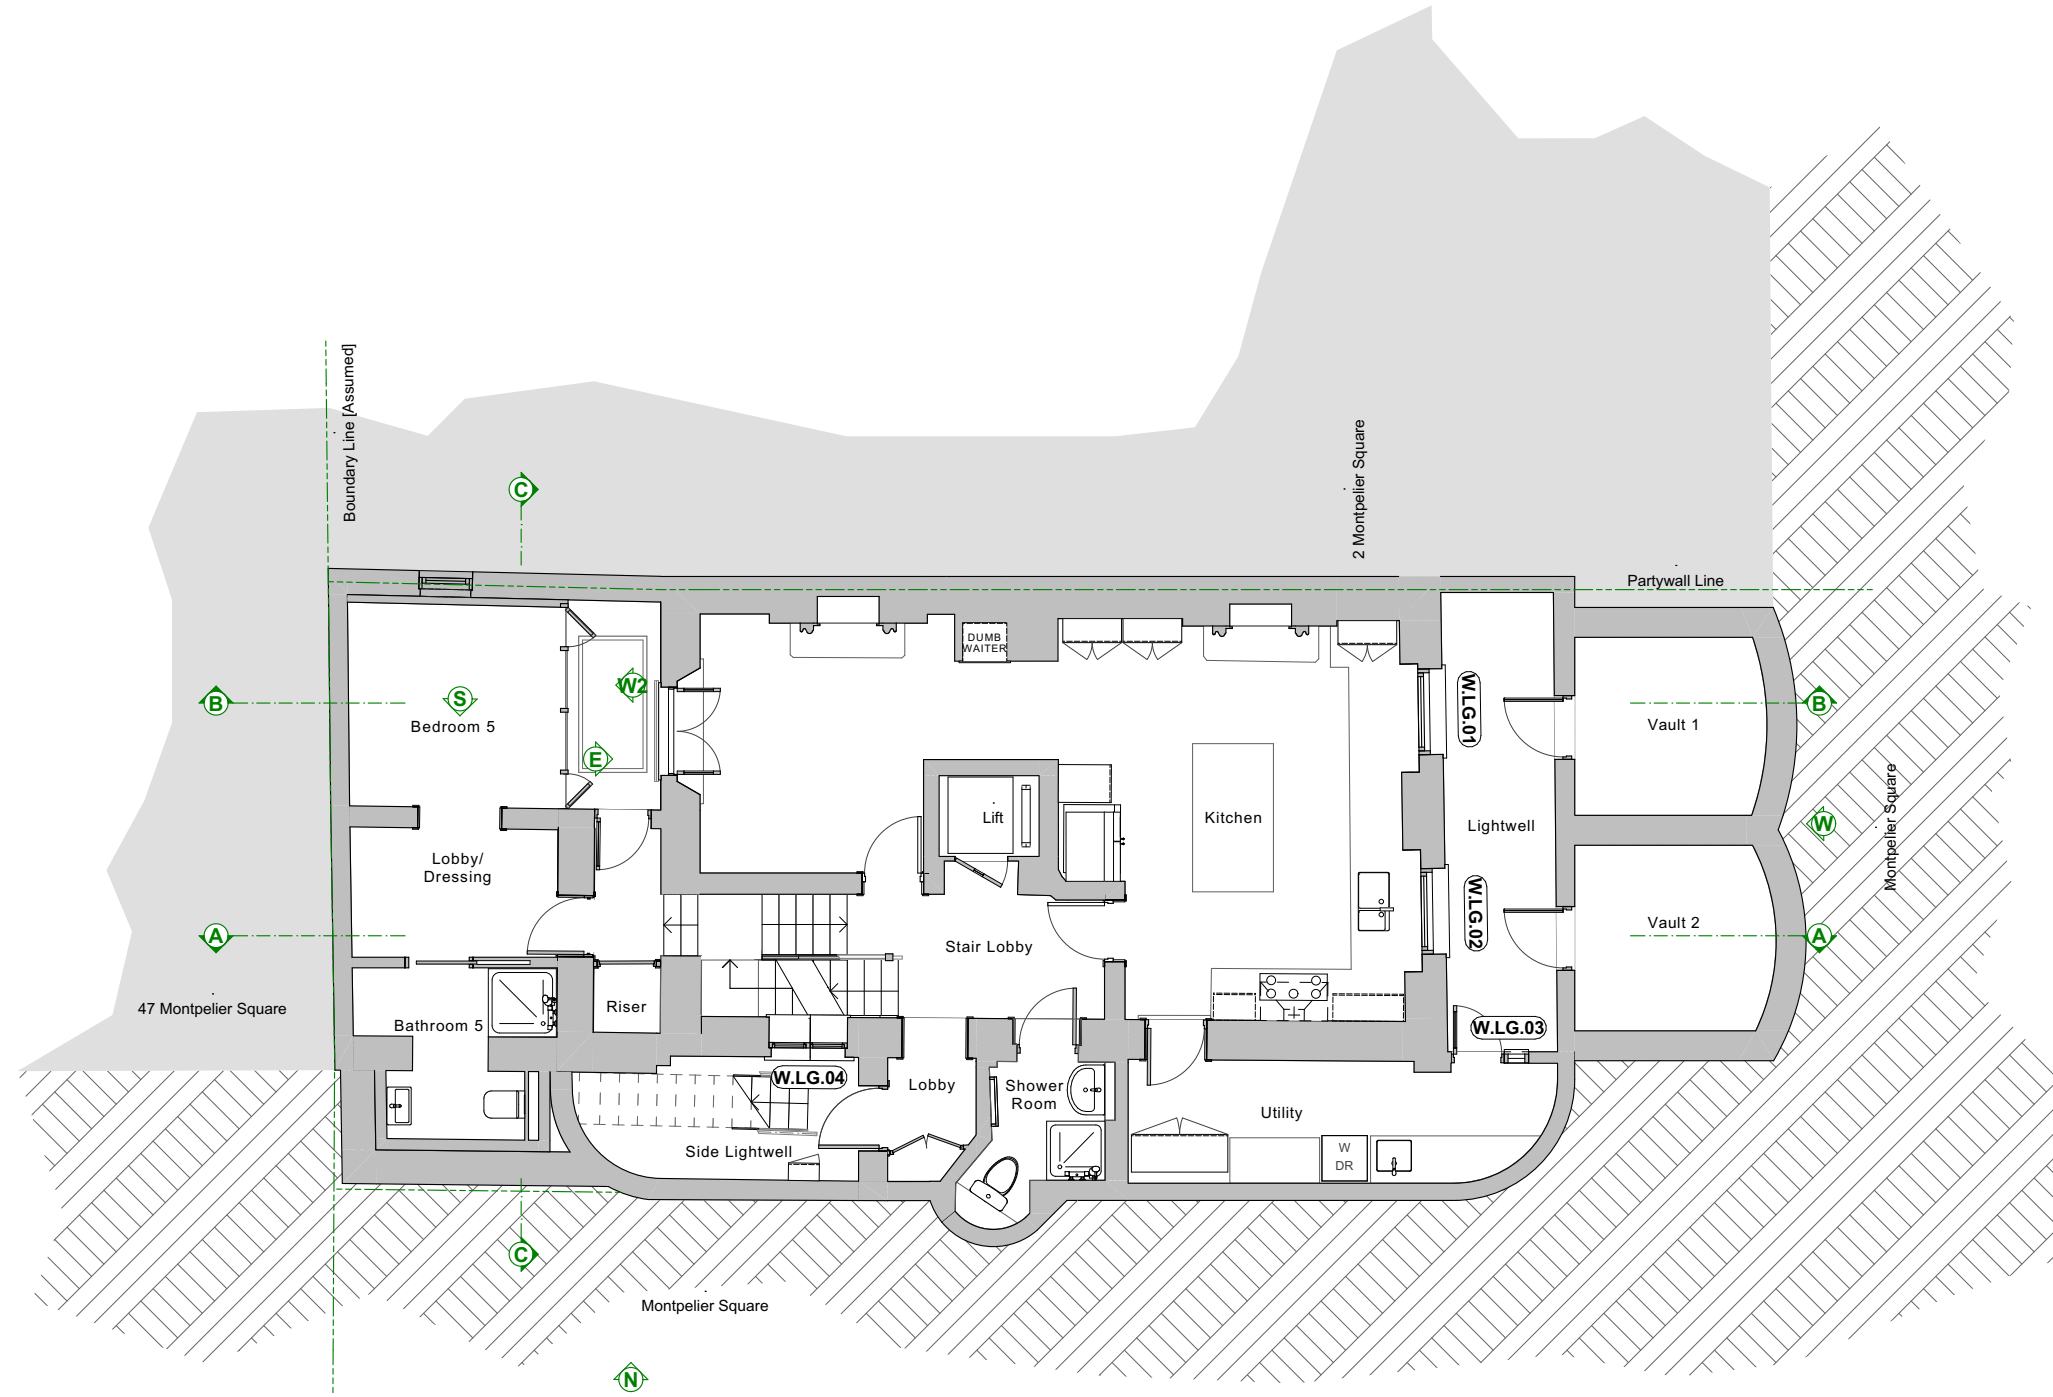 Boundary Line [Assumed]
2 Montpelier Square
C
Partywall Line
DUMB
WAITER
W2
S
B
Bedroom 5
E
W.LG.01
B
Vault 1
Lift
Kitchen
Lightwell
W
Montpelier Square
Lobby/
Dressing
A
Stair Lobby
W.LG.02
Vault 2
A
47 Montpelier Square
Riser
Bathroom 5
W.LG.03
W.LG.04
Lobby
Shower
Room
Utility
Side Lightwell
W
DR
C
Montpelier Square
N